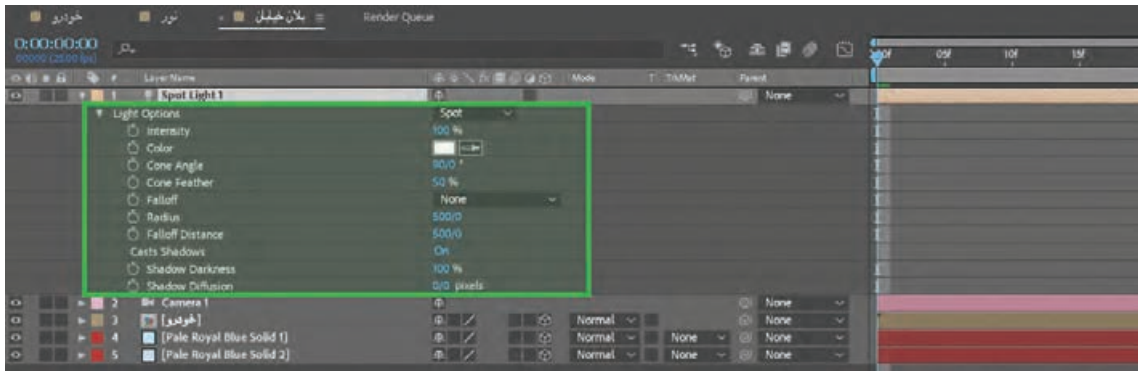 خودرو نور پلان خیابان Render Queue
0:00:00:00
00000 (25.00 fps)
00f 05f 10f 15f
# Layer Name Mode T TrkMat Parent
1 Spot Light 1 None
Light Options Spot
Intensity 100 %
Color
Cone Angle 90/0 °
Cone Feather 50 %
Falloff None
Radius 500/0
Falloff Distance 500/0
Casts Shadows On
Shadow Darkness 100 %
Shadow Diffusion 0/0 pixels
2 Camera 1 None
3 [خودرو] Normal None
4 [Pale Royal Blue Solid 1] Normal None None
5 [Pale Royal Blue Solid 2] Normal None None